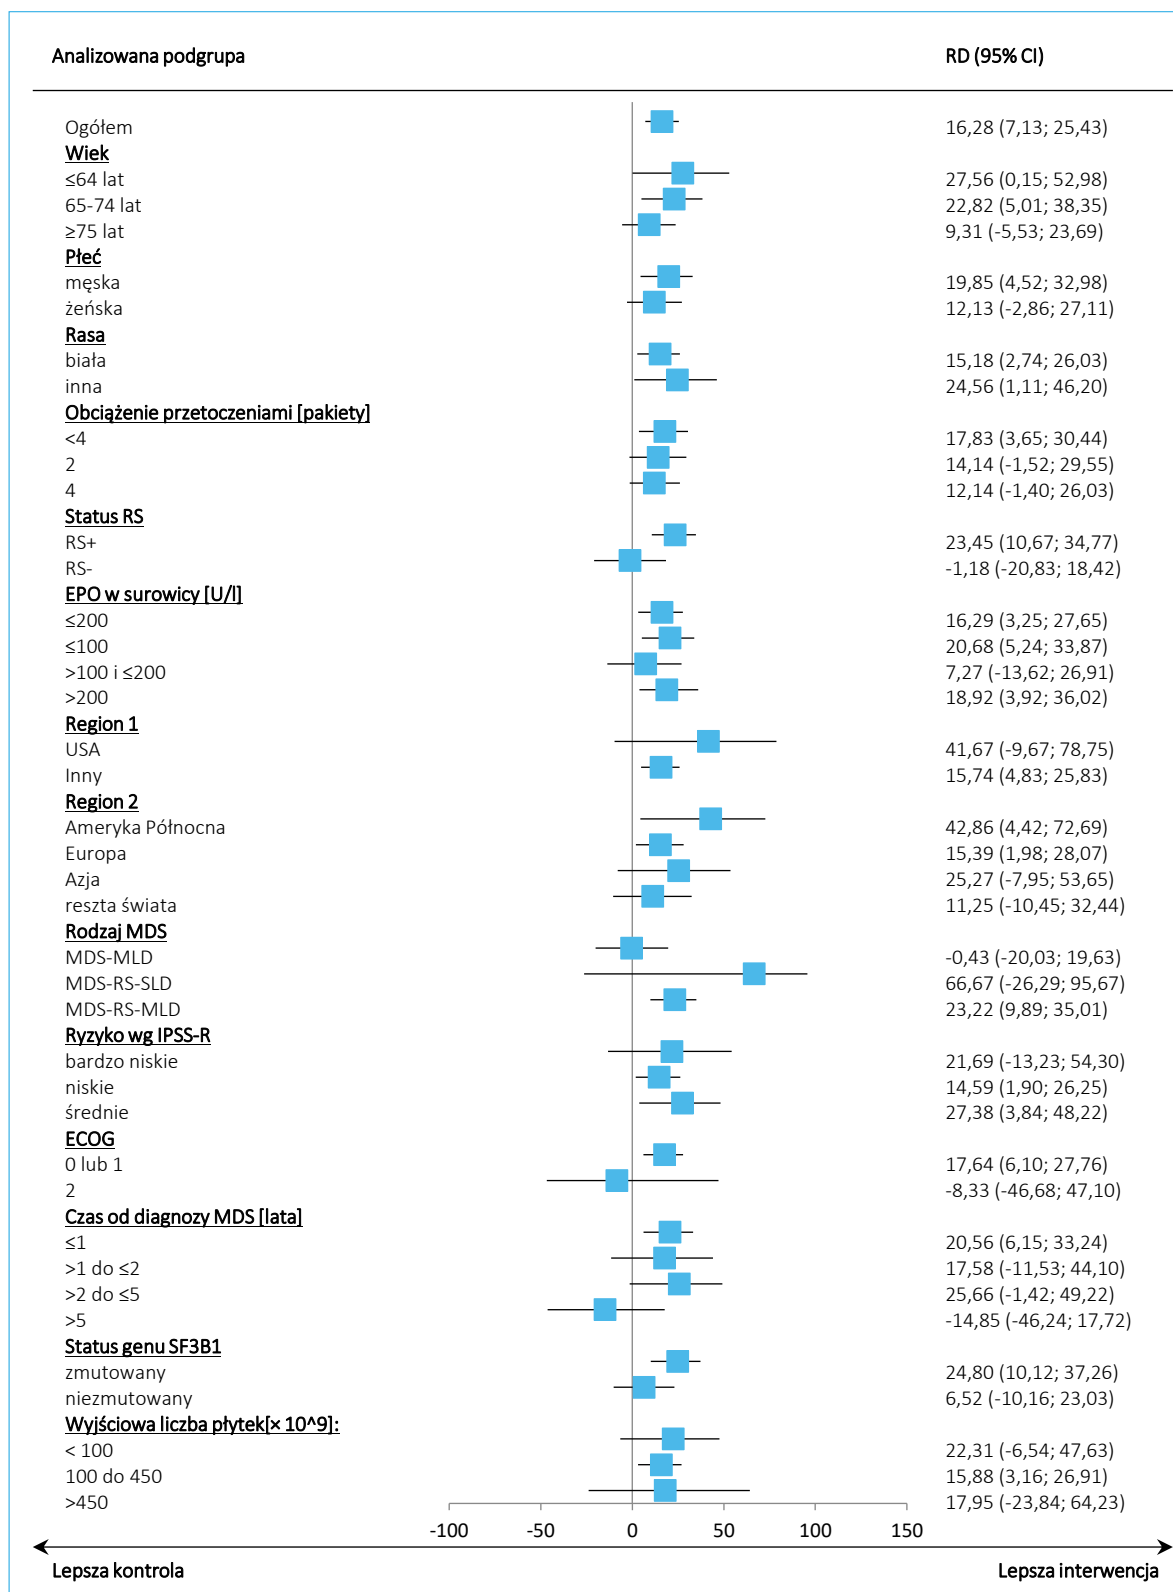 Analizowana podgrupa RD (95% CI)
Ogółem 16,28 (7,13; 25,43)
Wiek
≤64 lat 27,56 (0,15; 52,98)
65-74 lat 22,82 (5,01; 38,35)
≥75 lat 9,31 (-5,53; 23,69)
Płeć
męska 19,85 (4,52; 32,98)
żeńska 12,13 (-2,86; 27,11)
Rasa
biała 15,18 (2,74; 26,03)
inna 24,56 (1,11; 46,20)
Obciążenie przetoczeniami [pakiety]
<4 17,83 (3,65; 30,44)
2 14,14 (-1,52; 29,55)
4 12,14 (-1,40; 26,03)
Status RS
RS+ 23,45 (10,67; 34,77)
RS- -1,18 (-20,83; 18,42)
EPO w surowicy [U/l]
≤200 16,29 (3,25; 27,65)
≤100 20,68 (5,24; 33,87)
>100 i ≤200 7,27 (-13,62; 26,91)
>200 18,92 (3,92; 36,02)
Region 1
USA 41,67 (-9,67; 78,75)
Inny 15,74 (4,83; 25,83)
Region 2
Ameryka Północna 42,86 (4,42; 72,69)
Europa 15,39 (1,98; 28,07)
Azja 25,27 (-7,95; 53,65)
reszta świata 11,25 (-10,45; 32,44)
Rodzaj MDS
MDS-MLD -0,43 (-20,03; 19,63)
MDS-RS-SLD 66,67 (-26,29; 95,67)
MDS-RS-MLD 23,22 (9,89; 35,01)
Ryzyko wg IPSS-R
bardzo niskie 21,69 (-13,23; 54,30)
niskie 14,59 (1,90; 26,25)
średnie 27,38 (3,84; 48,22)
ECOG
0 lub 1 17,64 (6,10; 27,76)
2 -8,33 (-46,68; 47,10)
Czas od diagnozy MDS [lata]
≤1 20,56 (6,15; 33,24)
>1 do ≤2 17,58 (-11,53; 44,10)
>2 do ≤5 25,66 (-1,42; 49,22)
>5 -14,85 (-46,24; 17,72)
Status genu SF3B1
zmutowany 24,80 (10,12; 37,26)
niezmutowany 6,52 (-10,16; 23,03)
Wyjściowa liczba płytek[× 10^9]:
< 100 22,31 (-6,54; 47,63)
100 do 450 15,88 (3,16; 26,91)
>450 17,95 (-23,84; 64,23)
-100 -50 0 50 100 150
Lepsza kontrola Lepsza interwencja